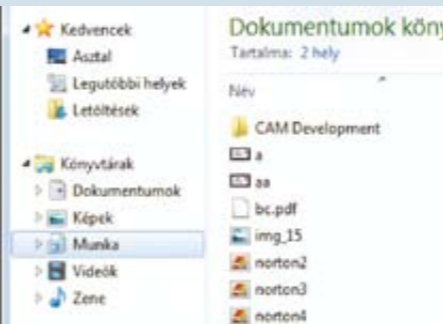 Kedvencek
Asztal
Legutóbbi helyek
Letöltések
Könyvtárak
Dokumentumok
Képek
Munka
Videók
Zene
Dokumentumok köny
Tartalma: 2 hely
Név
CAM Development
a
aa
bc.pdf
img_15
norton2
norton3
norton4